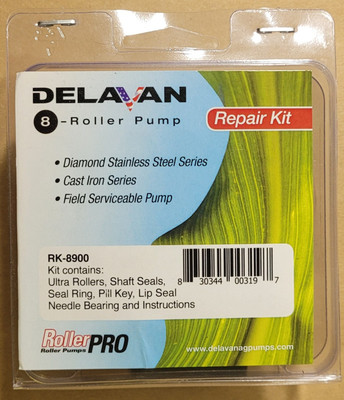 DELAVAN
8 -Roller Pump
Repair Kit
• Diamond Stainless Steel Series
• Cast Iron Series
• Field Serviceable Pump
RK-8900
Kit contains:
Ultra Rollers, Shaft Seals,
Seal Ring, Pill Key, Lip Seal
Needle Bearing and Instructions
8 30344 00319 7
RollerPRO
Roller Pumps
www.delavanagpumps.com